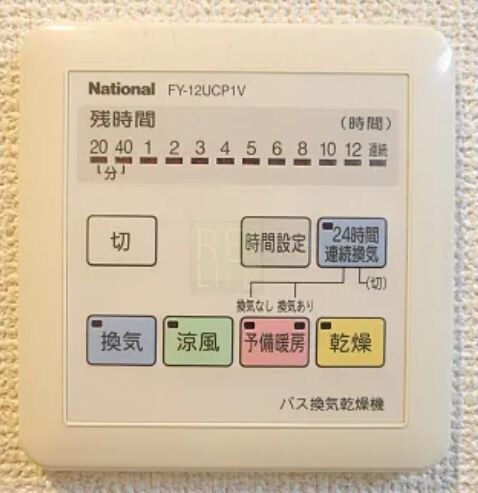 National FY-12UCP1V
残時間 (時間)
20 40 1 2 3 4 5 6 8 10 12 連続
分
切 時間設定 24時間
連続換気
(切)
換気なし 換気あり
換気 涼風 予備暖房 乾燥
バス換気乾燥機